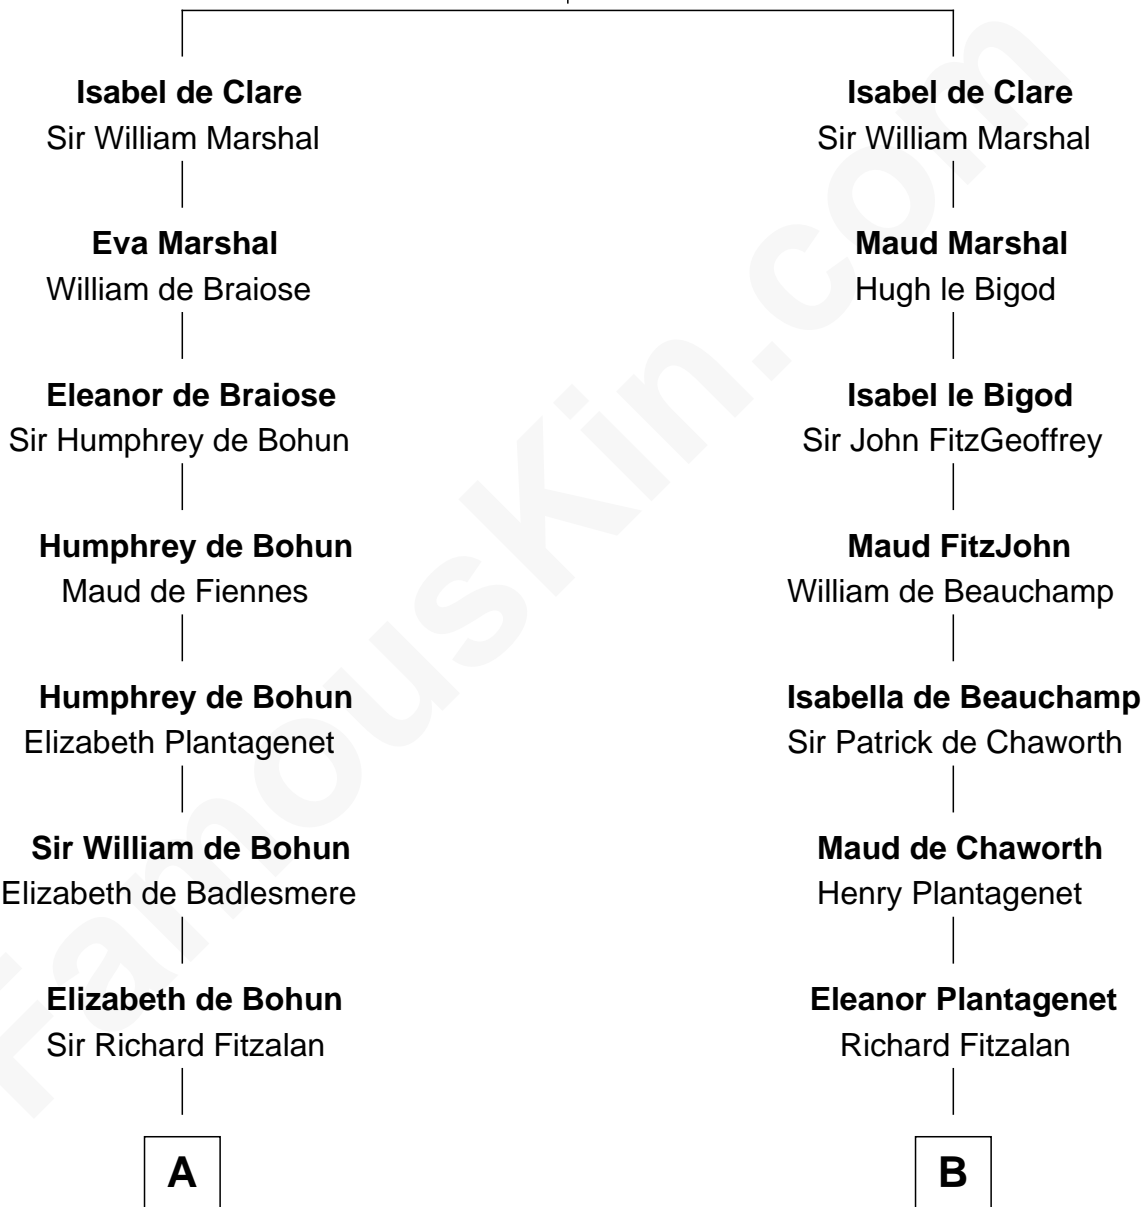 Isabel de Clare
Sir William Marshal
Eva Marshal
William de Braiose
Eleanor de Braiose
Sir Humphrey de Bohun
Humphrey de Bohun
Maud de Fiennes
Humphrey de Bohun
Elizabeth Plantagenet
Sir William de Bohun
Elizabeth de Badlesmere
Elizabeth de Bohun
Sir Richard Fitzalan
A
Isabel de Clare
Sir William Marshal
Maud Marshal
Hugh le Bigod
Isabel le Bigod
Sir John FitzGeoffrey
Maud FitzJohn
William de Beauchamp
Isabella de Beauchamp
Sir Patrick de Chaworth
Maud de Chaworth
Henry Plantagenet
Eleanor Plantagenet
Richard Fitzalan
B
FamousKin.com